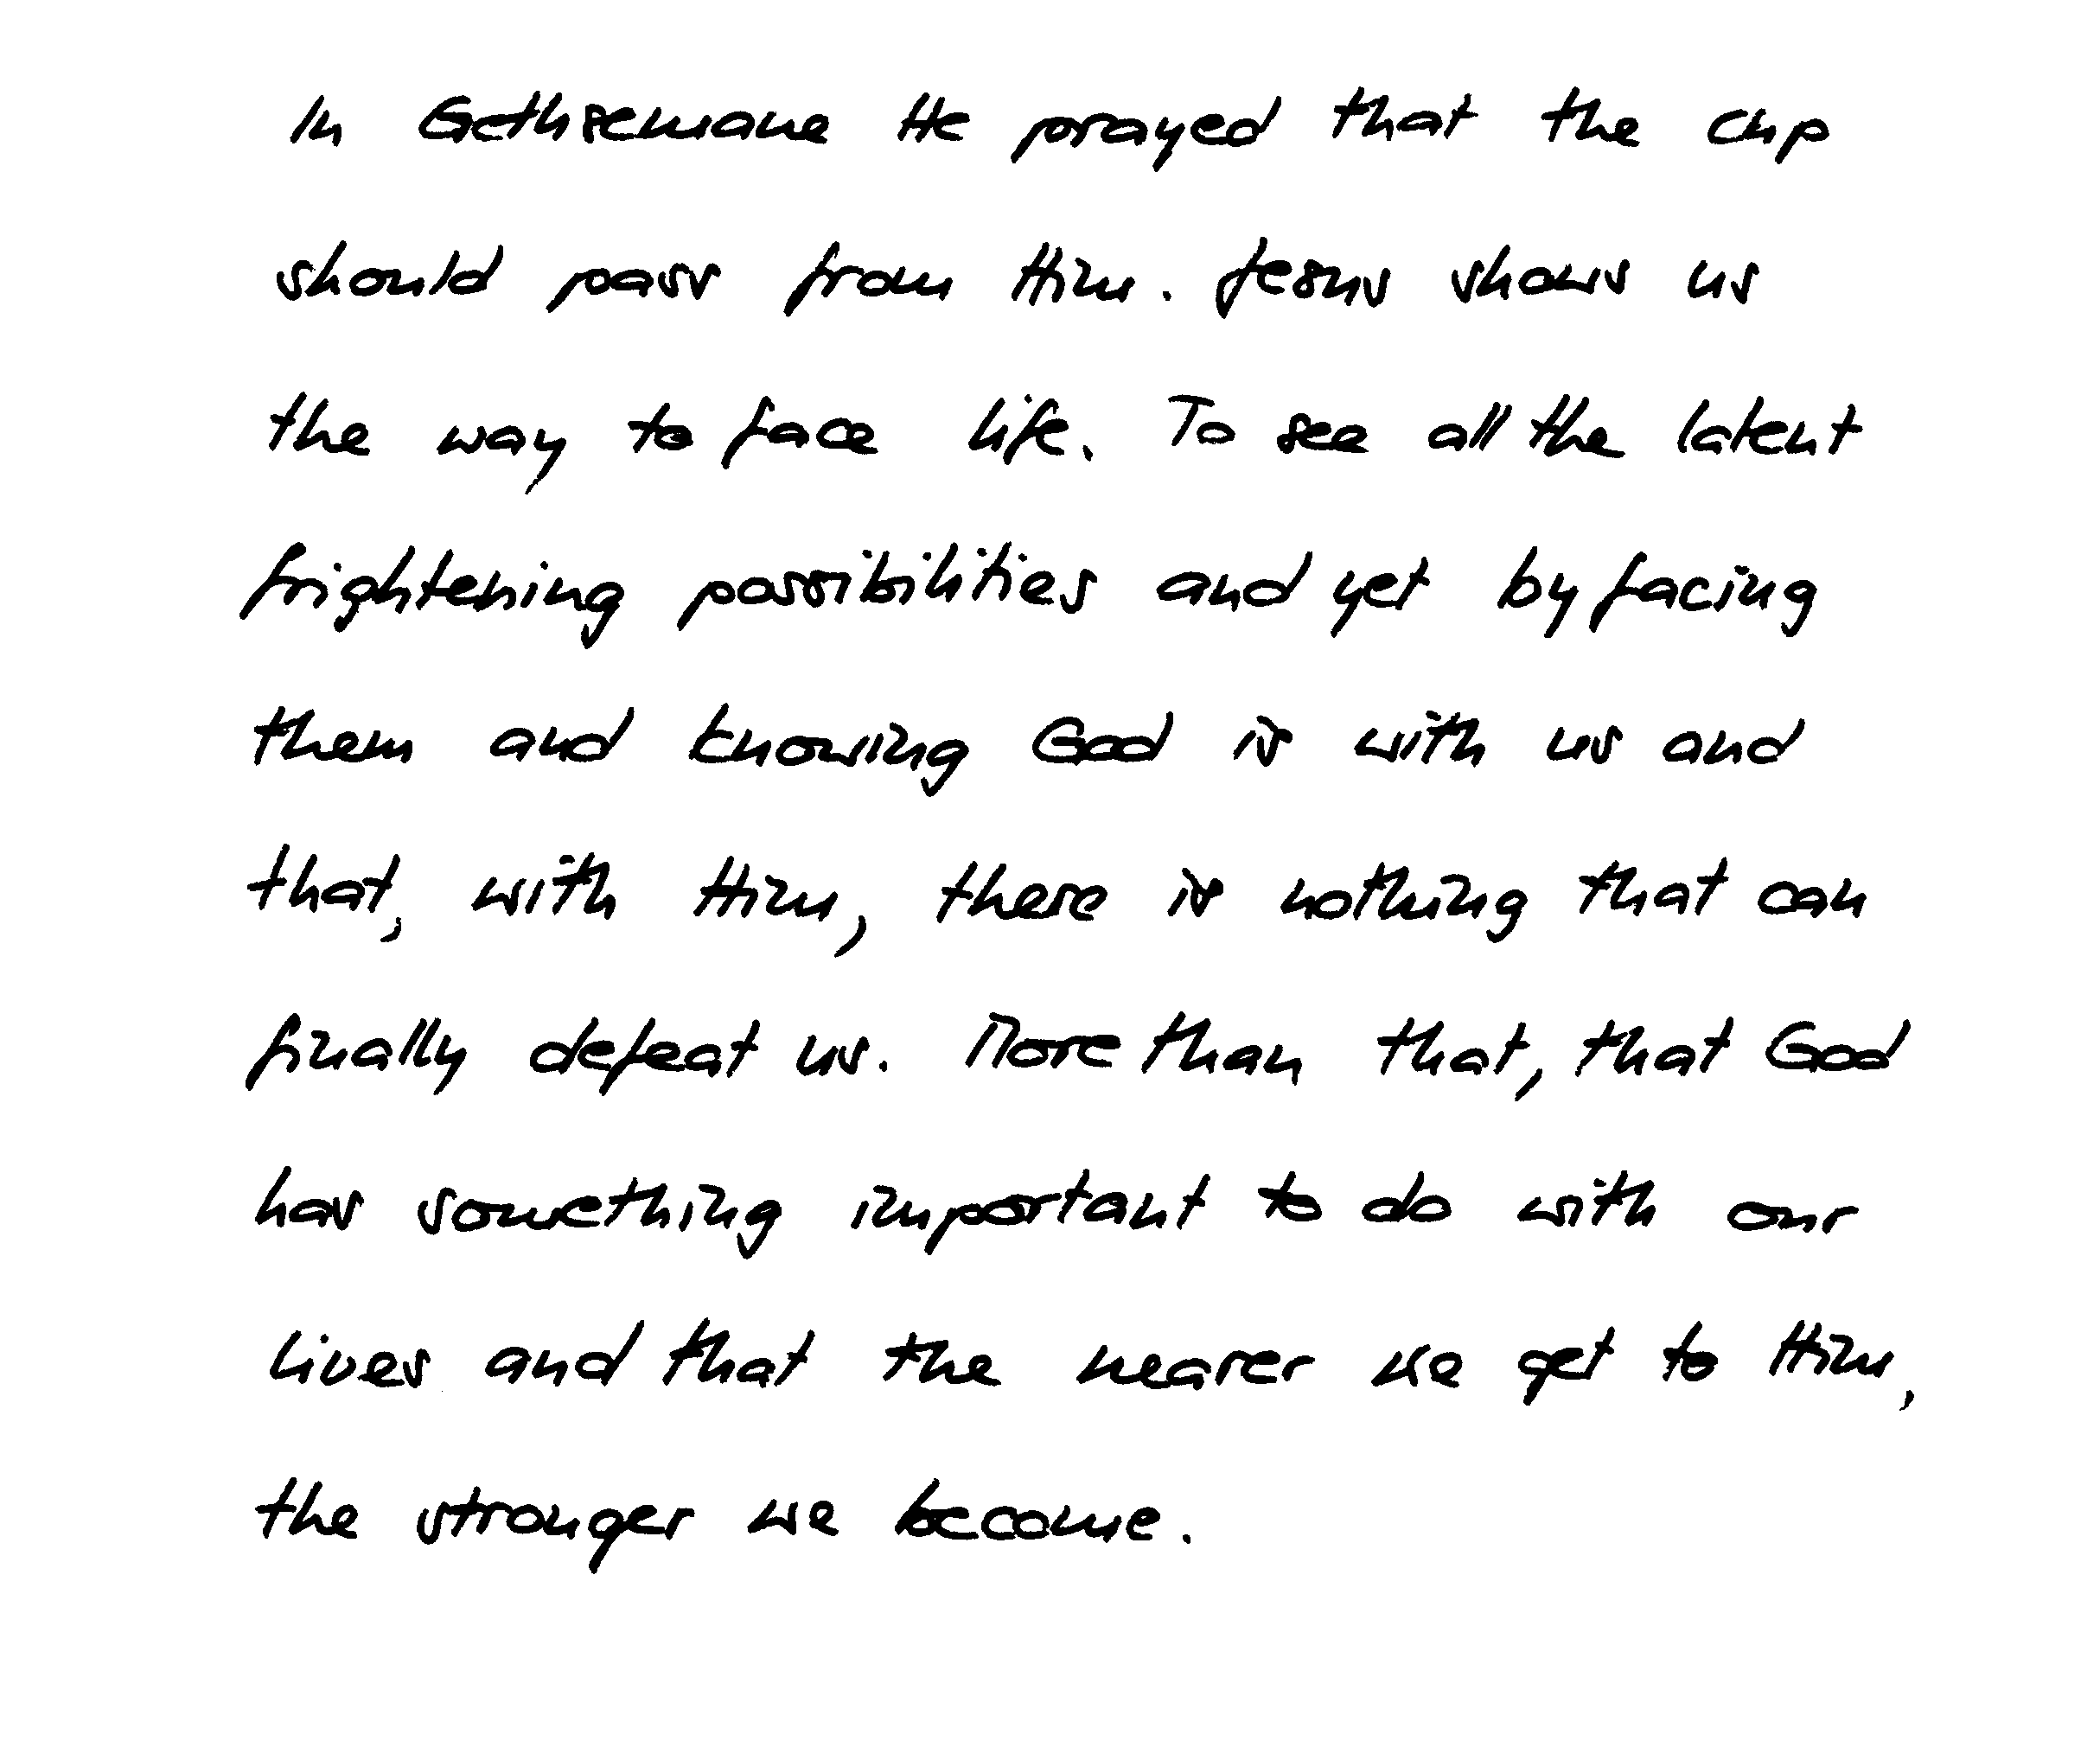 In Gethsemane He prayed that the cup
should pass from Him. Jesus shows us
the way to face life. To see all the latent
frightening possibilities and yet by facing
them and knowing God is with us and
that, with Him, there is nothing that can
finally defeat us. More than that, that God
has something important to do with our
lives and that the nearer we get to Him,
the stronger we become.